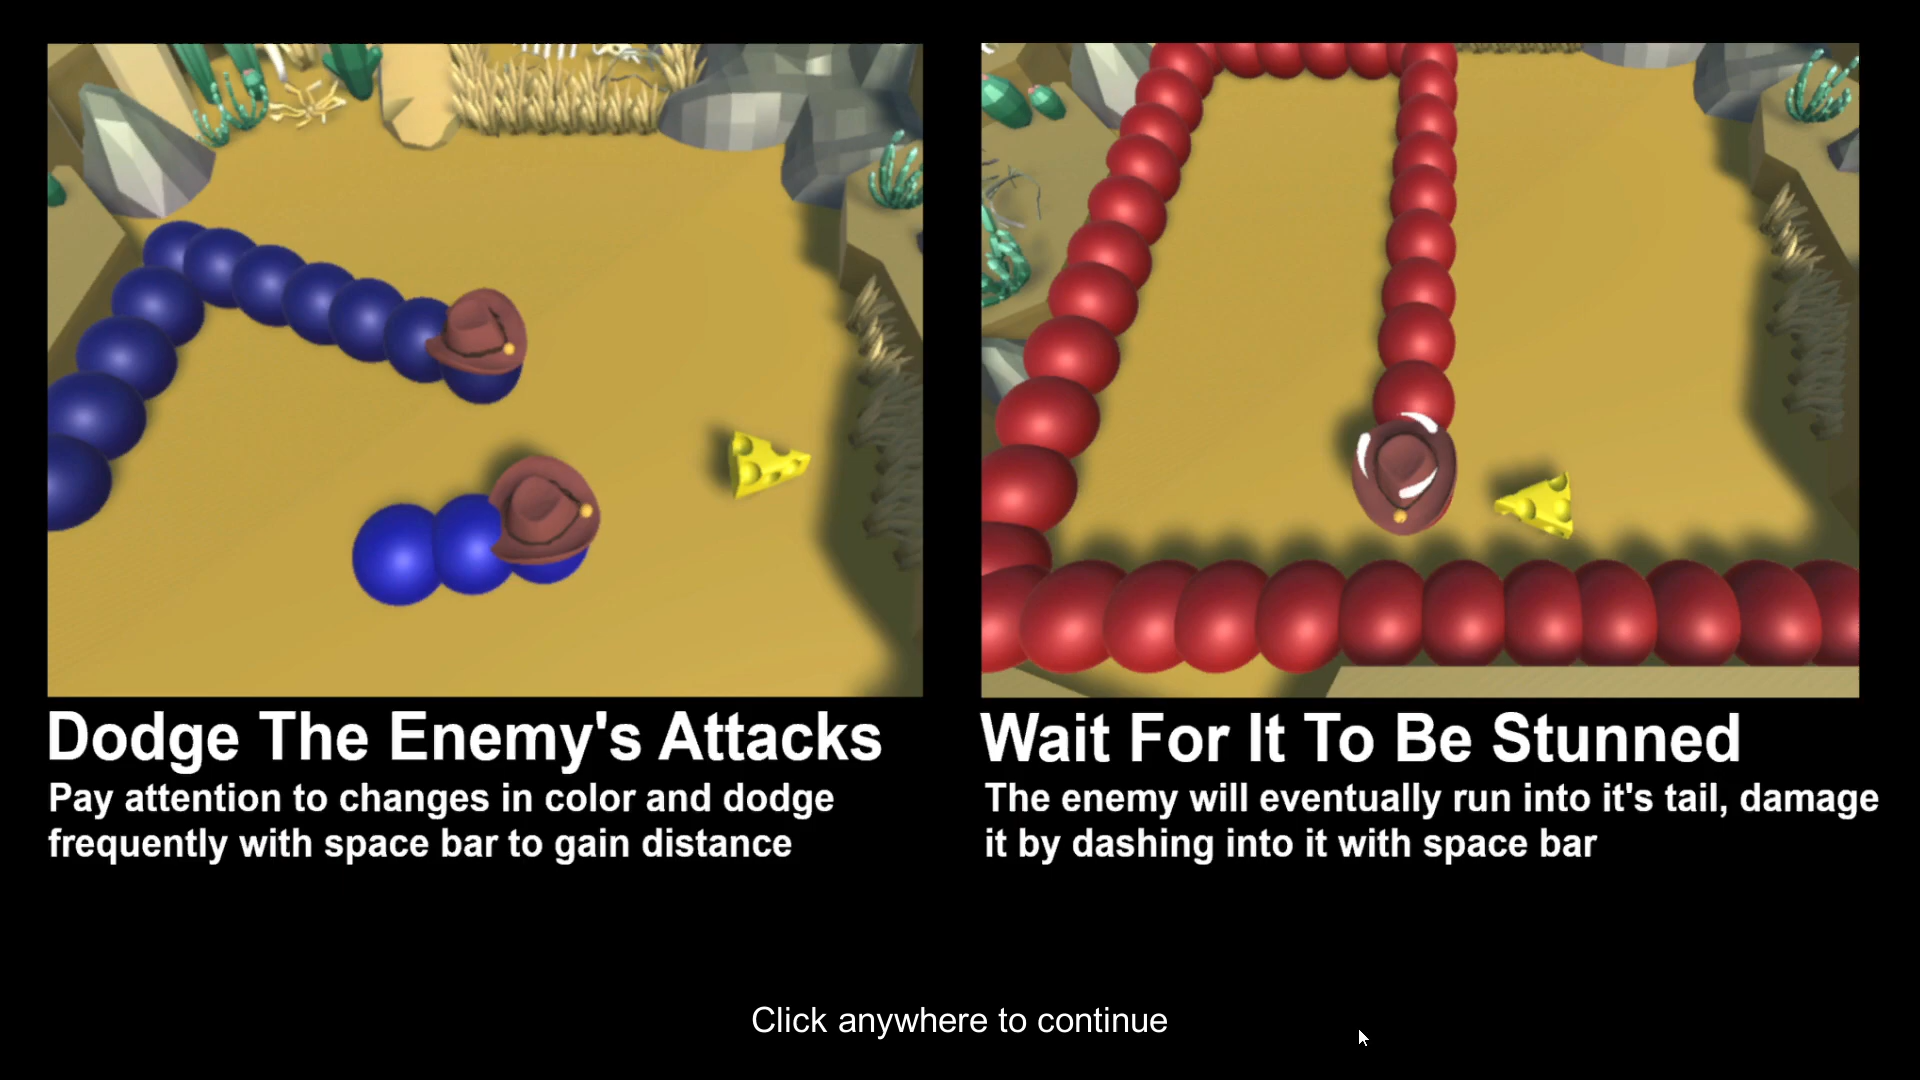 Dodge The Enemy's Attacks
Pay attention to changes in color and dodge
frequently with space bar to gain distance
Wait For It To Be Stunned
The enemy will eventually run into it's tail, damage
it by dashing into it with space bar
Click anywhere to continue